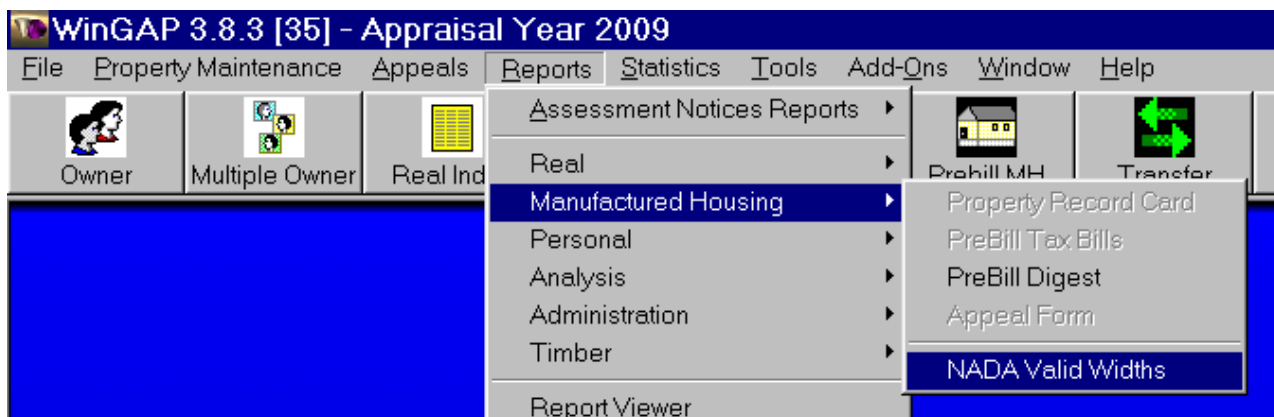 WinGAP 3.8.3 [35] - Appraisal Year 2009
File Property Maintenance Appeals Reports Statistics Tools Add-Ons Window Help
Owner
Multiple Owner
Real Ind
Prebill MH
Transfer
Assessment Notices Reports
Real
Manufactured Housing
Personal
Analysis
Administration
Timber
Report Viewer
Property Record Card
PreBill Tax Bills
PreBill Digest
Appeal Form
NADA Valid Widths